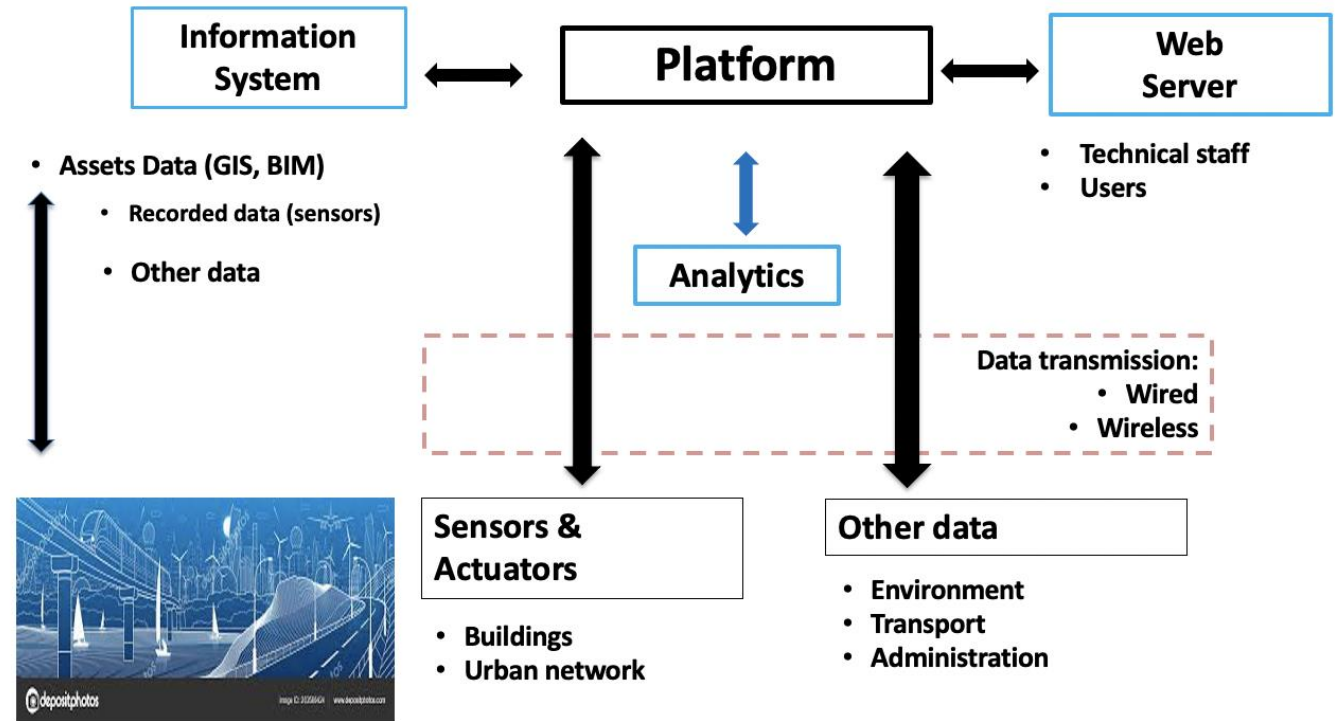 Information
System
Platform
Web
Server
• Assets Data (GIS, BIM)
• Recorded data (sensors)
• Other data
• Technical staff
• Users
Analytics
Data transmission:
• Wired
• Wireless
Sensors &
Actuators
Other data
• Buildings
• Urban network
• Environment
• Transport
• Administration
depositphotos
www.depositphotos.com